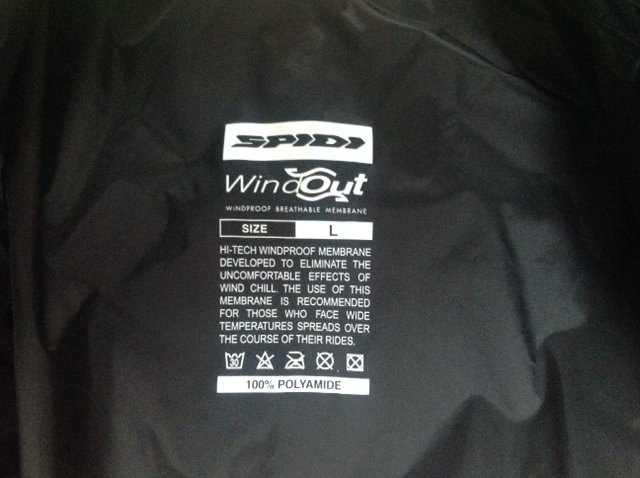 SPIDI
WindOut
WINDPROOF BREATHABLE MEMBRANE
SIZE L
HI-TECH WINDPROOF MEMBRANE
DEVELOPED TO ELIMINATE THE
UNCOMFORTABLE EFFECTS OF
WIND CHILL. THE USE OF THIS
MEMBRANE IS RECOMMENDED
FOR THOSE WHO FACE WIDE
TEMPERATURES SPREADS OVER
THE COURSE OF THEIR RIDES.
30
100% POLYAMIDE